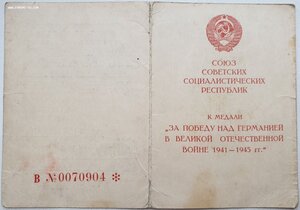 В №0070904 ✻
СОЮЗ
СОВЕТСКИХ
СОЦИАЛИСТИЧЕСКИХ
РЕСПУБЛИК
К МЕДАЛИ
„ЗА ПОБЕДУ НАД ГЕРМАНИЕЙ
В ВЕЛИКОЙ ОТЕЧЕСТВЕННОЙ
ВОЙНЕ 1941—1945 гг.“